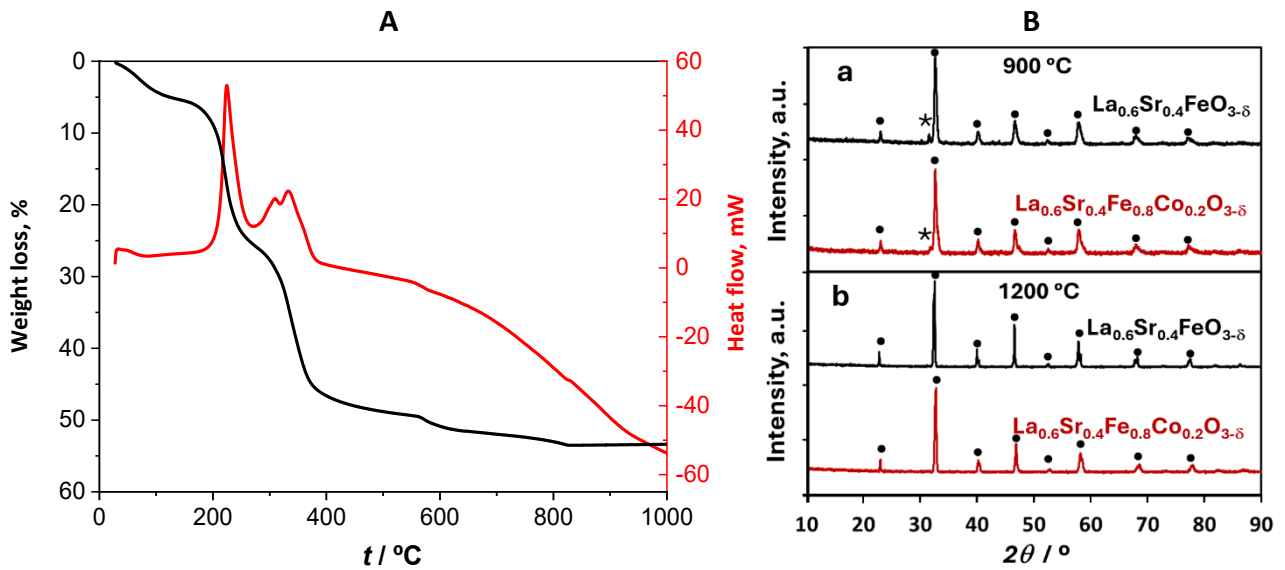 A
0
10
20
30
40
50
60
Weight loss, %
0
200
400
600
800
1000
t / ºC
60
40
20
0
-20
-40
-60
Heat flow, mW
B
a
900 ºC
La0.6Sr0.4FeO3-δ
*
La0.6Sr0.4Fe0.8Co0.2O3-δ
*
Intensity, a.u.
b
1200 ºC
La0.6Sr0.4FeO3-δ
La0.6Sr0.4Fe0.8Co0.2O3-δ
Intensity, a.u.
10
20
30
40
50
60
70
80
90
2θ / º